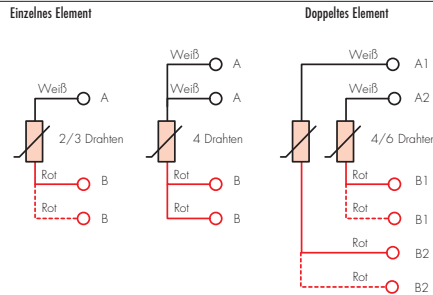 Einzelnes Element
Doppeltes Element
Weiß A
Weiß A
2/3 Drahten
Rot B
Rot B
Weiß A
Weiß A
4 Drahten
Rot B
Rot B
Weiß A1
Weiß A2
4/6 Drahten
Rot B1
Rot B1
Rot B2
Rot B2